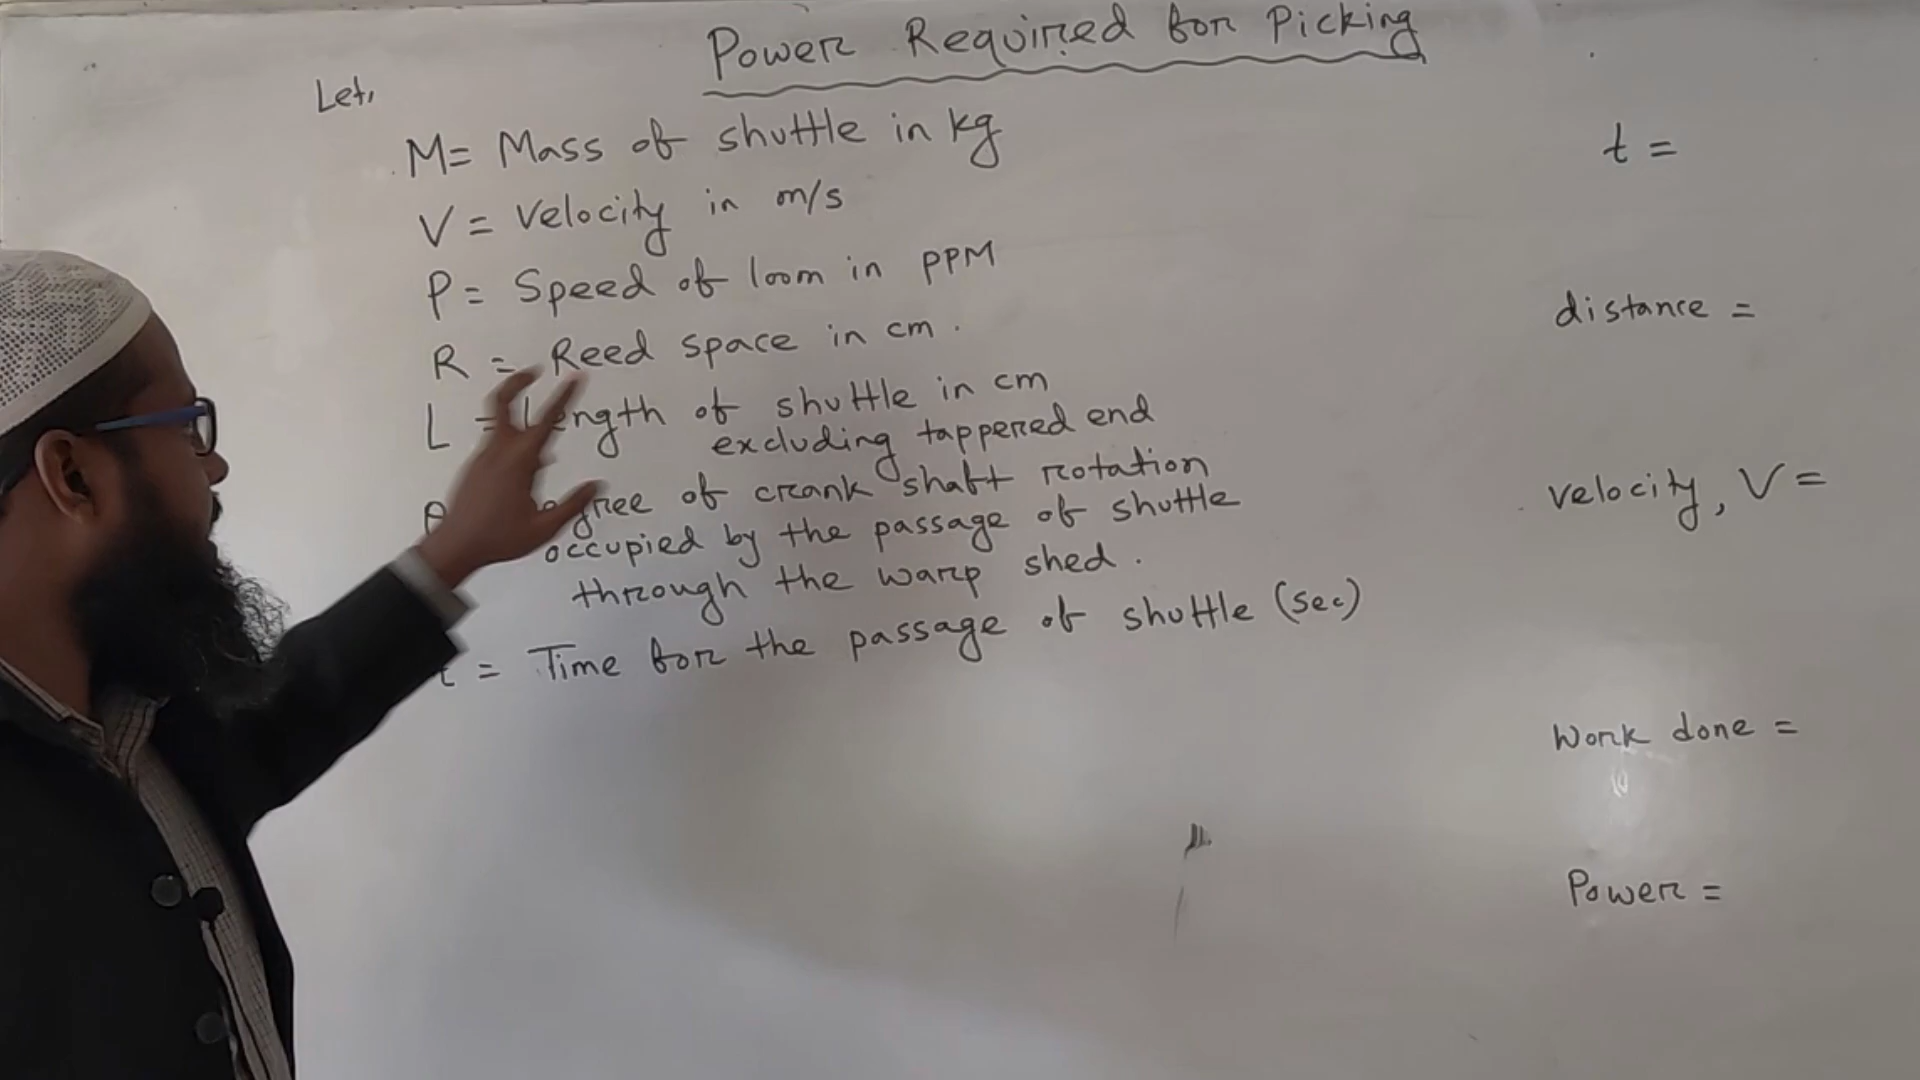 Power Required for Picking
Let,
M= Mass of shuttle in kg
V = Velocity in m/s
P = Speed of loom in PPM
R = Reed space in cm.
L = Length of shuttle in cm
excluding tappered end
of crank shaft rotation
occupied by the passage of shuttle
through the warp shed.
t = Time for the passage of shuttle (sec)
t =
distance =
velocity, V =
Work done =
Power =